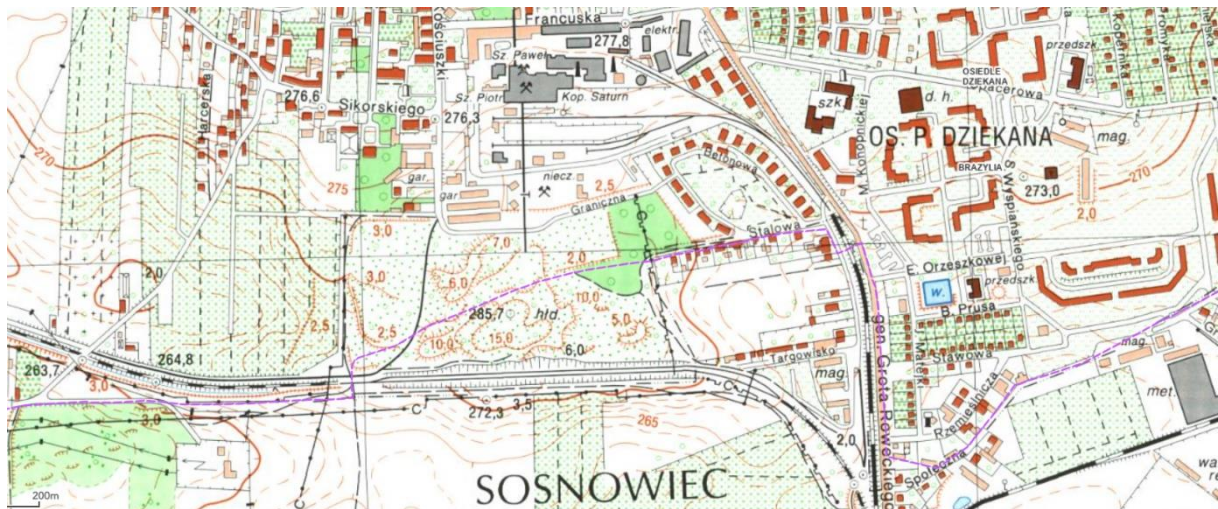 Francuska
277,8
elektr.
Kościuszki
Sz. Paweł
przedszk.
Kopernika
OSIEDLE
DZIEKANA
Spacerowa
Harcerska
276,6
Sikorskiego
Sz. Piotr
Kop. Saturn
276,3
szk.
d. h.
M. Konopnickiej
OS. P. DZIEKANA
mag.
270
275
gar.
gar.
niecz.
2,5
Betonowa
BRAZYLIA
S. Wyspiańskiego
273,0
270
2,0
Graniczna
3,0
7,0
Stalowa
2,0
E. Orzeszkowej
przedszk.
w.
B. Prusa
2,0
3,0
6,0
285,7
hłd.
10,0
5,0
2,5
2,5
10,0
15,0
6,0
gen. Grota-Roweckiego
J. Matejki
Stawowa
mag.
Targowisko
mag.
264,8
263,7
3,0
3,0
C
272,3
3,5
265
C
Rzemieślnicza
met.
2,0
Społeczna
SOSNOWIEC
200m